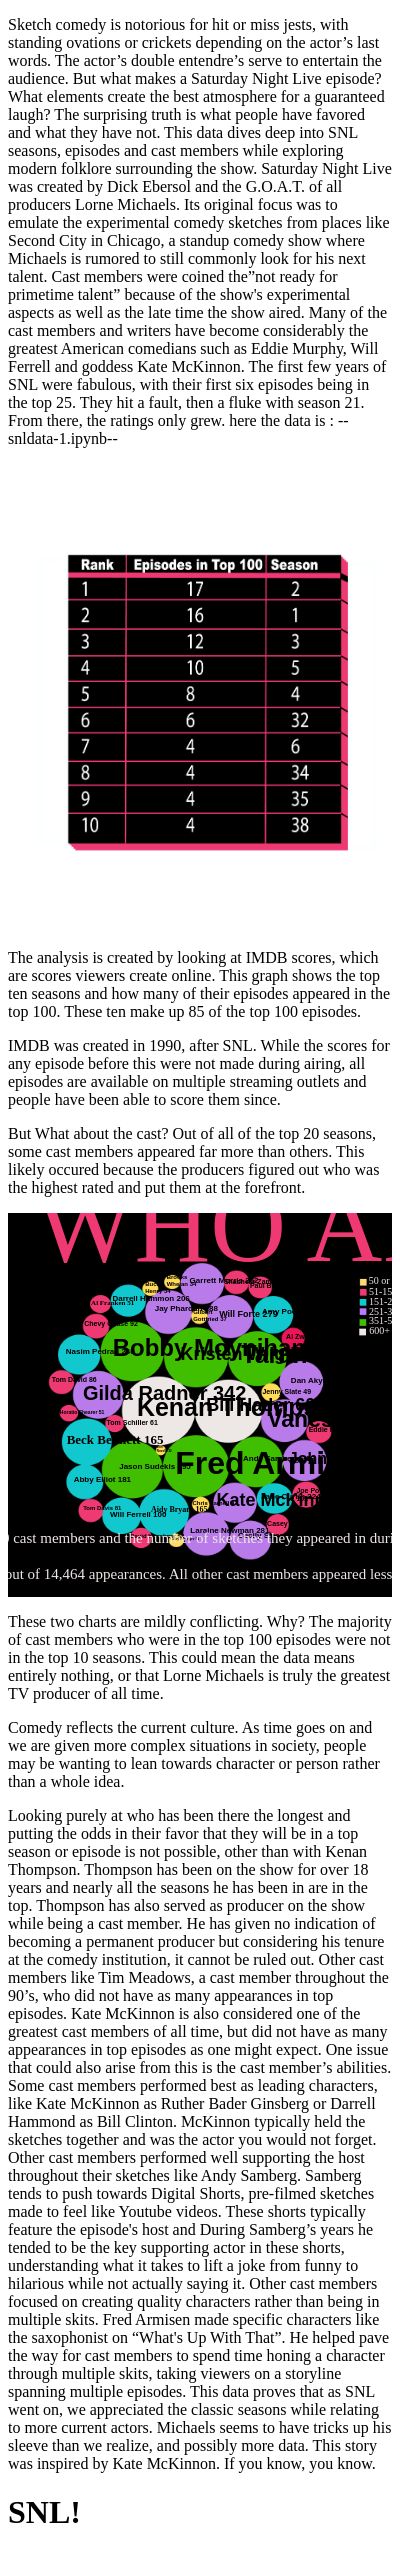 Sketch comedy is notorious for hit or miss jests, with
standing ovations or crickets depending on the actor’s last
words. The actor’s double entendre’s serve to entertain the
audience. But what makes a Saturday Night Live episode?
What elements create the best atmosphere for a guaranteed
laugh? The surprising truth is what people have favored
and what they have not. This data dives deep into SNL
seasons, episodes and cast members while exploring
modern folklore surrounding the show. Saturday Night Live
was created by Dick Ebersol and the G.O.A.T. of all
producers Lorne Michaels. Its original focus was to
emulate the experimental comedy sketches from places like
Second City in Chicago, a standup comedy show where
Michaels is rumored to still commonly look for his next
talent. Cast members were coined the”not ready for
primetime talent” because of the show's experimental
aspects as well as the late time the show aired. Many of the
cast members and writers have become considerably the
greatest American comedians such as Eddie Murphy, Will
Ferrell and goddess Kate McKinnon. The first few years of
SNL were fabulous, with their first six episodes being in
the top 25. They hit a fault, then a fluke with season 21.
From there, the ratings only grew. here the data is : --
snldata-1.ipynb--
Rank Episodes in Top 100 Season
1 17 2
2 16 1
3 12 3
4 10 5
5 8 4
6 6 32
7 4 6
8 4 34
9 4 35
10 4 38
The analysis is created by looking at IMDB scores, which
are scores viewers create online. This graph shows the top
ten seasons and how many of their episodes appeared in the
top 100. These ten make up 85 of the top 100 episodes.
IMDB was created in 1990, after SNL. While the scores for
any episode before this were not made during airing, all
episodes are available on multiple streaming outlets and
people have been able to score them since.
But What about the cast? Out of all of the top 20 seasons,
some cast members appeared far more than others. This
likely occured because the producers figured out who was
the highest rated and put them at the forefront.
WHO A
50 or
51-15
151-2
251-3
351-5
600+
Garrett Morris
Darrell Hammon 206
Al Franken 51
Jay Pharoah
Gottfried 37
Will Forte 279
Chevy Chase 92
Bobby Moynihan
Kristen
Nasim Pedrad
Tom Davis 86
Dan Aky
Jenny Slate 49
Gilda Radner 342
Kenan Tho
Harry Shearer 51
Tom Schiller 61
Vanes
Eddie
Beck Bennett 165
Fred Armi
Jason Sudeikis
Abby Elliot 181
Kate McKinn
Aidy Bryant 165
Tom Davis 81
Will Ferrell 166
Laraine Newman 281
Casey
cast members and the number of sketches they appeared in duri
out of 14,464 appearances. All other cast members appeared less
These two charts are mildly conflicting. Why? The majority
of cast members who were in the top 100 episodes were not
in the top 10 seasons. This could mean the data means
entirely nothing, or that Lorne Michaels is truly the greatest
TV producer of all time.
Comedy reflects the current culture. As time goes on and
we are given more complex situations in society, people
may be wanting to lean towards character or person rather
than a whole idea.
Looking purely at who has been there the longest and
putting the odds in their favor that they will be in a top
season or episode is not possible, other than with Kenan
Thompson. Thompson has been on the show for over 18
years and nearly all the seasons he has been in are in the
top. Thompson has also served as producer on the show
while being a cast member. He has given no indication of
becoming a permanent producer but considering his tenure
at the comedy institution, it cannot be ruled out. Other cast
members like Tim Meadows, a cast member throughout the
90’s, who did not have as many appearances in top
episodes. Kate McKinnon is also considered one of the
greatest cast members of all time, but did not have as many
appearances in top episodes as one might expect. One issue
that could also arise from this is the cast member’s abilities.
Some cast members performed best as leading characters,
like Kate McKinnon as Ruther Bader Ginsberg or Darrell
Hammond as Bill Clinton. McKinnon typically held the
sketches together and was the actor you would not forget.
Other cast members performed well supporting the host
throughout their sketches like Andy Samberg. Samberg
tends to push towards Digital Shorts, pre-filmed sketches
made to feel like Youtube videos. These shorts typically
feature the episode's host and During Samberg’s years he
tended to be the key supporting actor in these shorts,
understanding what it takes to lift a joke from funny to
hilarious while not actually saying it. Other cast members
focused on creating quality characters rather than being in
multiple skits. Fred Armisen made specific characters like
the saxophonist on “What's Up With That”. He helped pave
the way for cast members to spend time honing a character
through multiple skits, taking viewers on a storyline
spanning multiple episodes. This data proves that as SNL
went on, we appreciated the classic seasons while relating
to more current actors. Michaels seems to have tricks up his
sleeve than we realize, and possibly more data. This story
was inspired by Kate McKinnon. If you know, you know.
SNL!